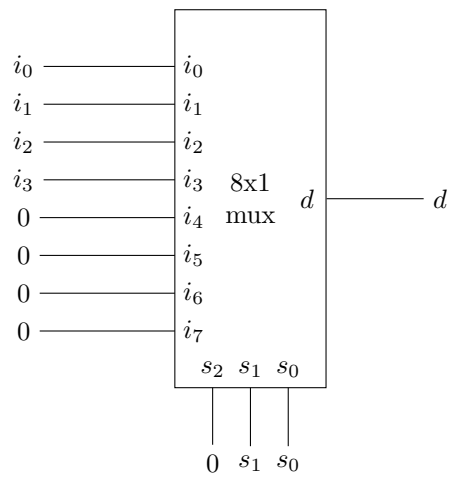 i₀ i₀
i₁ i₁
i₂ i₂
i₃ i₃
8x1
mux
d d
0 i₄
0 i₅
0 i₆
0 i₇
s₂ s₁ s₀
0 s₁ s₀